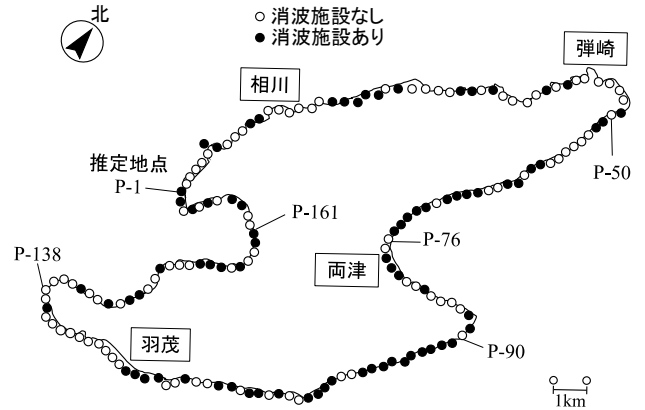 北
○ 消波施設なし
● 消波施設あり
弾崎
相川
推定地点
P-1
P-50
P-161
P-138
P-76
両津
羽茂
P-90
1km